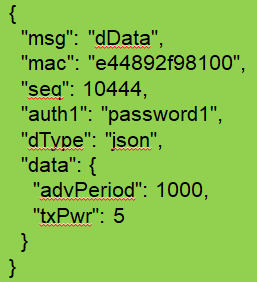 {
"msg": "dData",
"mac": "e44892f98100",
"seq": 10444,
"auth1": "password1",
"dType": "json",
"data": {
"advPeriod": 1000,
"txPwr": 5
}
}